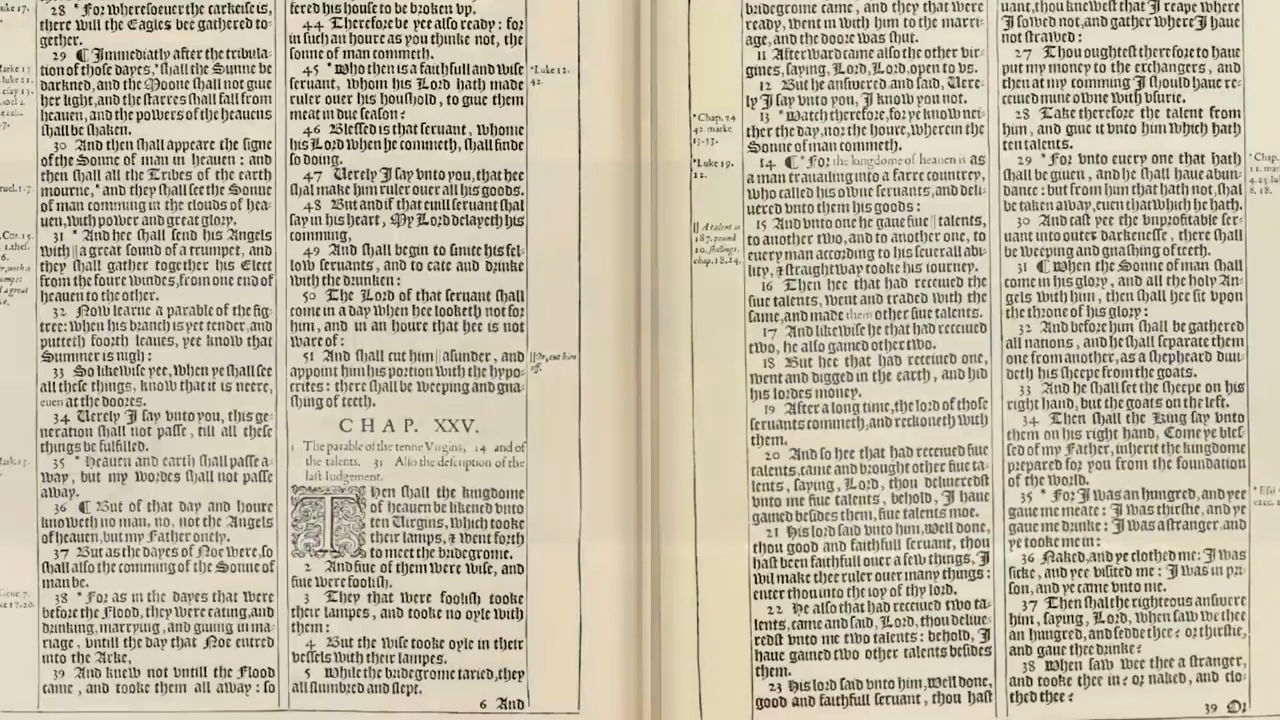 28 *For wheresoeuer the carkeise is,
there will the Eagles bee gathered to-
gether.
29 ¶ Immediatly after the tribula-
tion of those dayes, *shall the Sunne be
darkned, and the Moone shall not giue
her light, and the starres shall fall from
heauen, and the powers of the heauens
shall be shaken.
30 And then shall appeare the signe
of the Sonne of man in heauen: and
then shall all the Tribes of the earth
mourne, *and they shall see the Sonne
of man comming in the clouds of hea-
uen, with power and great glory.
31 *And hee shall send his Angels
with || a great sound of a trumpet, and
they shall gather together his Elect
from the foure windes, from one end of
heauen to the other.
32 Now learne a parable of the fig-
tree: when his branch is yet tender, and
putteth foorth leaues, yee know that
Summer is nigh:
33 So likewise yee, when ye shall see
all these things, know that it is neere,
euen at the doores.
34 Uerely I say vnto you, this ge-
neration shall not passe, till all these
things be fulfilled.
35 *Heauen and earth shall passe a-
way, but my wordes shall not passe
away.
36 ¶ But of that day and houre
knoweth no man, no, not the Angels
of heauen, but my Father onely.
37 But as the dayes of Noe were, so
shall also the comming of the Sonne of
man be.
38 *For as in the dayes that were
before the Flood, they were eating, and
drinking, marrying, and giuing in ma-
riage, vntill the day that Noe entred
into the Arke,
39 And knew not vntill the Flood
came, and tooke them all away: so
fered his house to be broken vp.
44 Therefore be yee also ready: for
in such an houre as you thinke not, the
sonne of man commeth.
45 *Who then is a faithfull and wise
seruant, whom his Lord hath made
ruler ouer his houshold, to giue them
meat in due season?
46 Blessed is that seruant, whome
his Lord when he commeth, shall finde
so doing.
47 Uerely I say vnto you, that hee
shal make him ruler ouer all his goods.
48 But and if that euill seruant shall
say in his heart, My Lord delayeth his
comming,
49 And shall begin to smite his fel-
low seruants, and to eate and drinke
with the drunken:
50 The Lord of that seruant shall
come in a day when hee looketh not for
him, and in an houre that hee is not
ware of:
51 And shall cut him || asunder, and
appoint him his portion with the hypo-
crites: there shall be weeping and gna-
shing of teeth.
CHAP. XXV.
1 The parable of the tenne Virgins, 14 and of
the talents. 31 Also the description of the
last Iudgement.
Then shall the kingdome
of heauen be likened vnto
ten Uirgins, which tooke
their lamps, & went forth
to meet the bridegrome.
2 And fiue of them were wise, and
fiue were foolish.
3 They that were foolish tooke
their lampes, and tooke no oyle with
them:
4 But the wise tooke oyle in their
vessels with their lampes.
5 While the bridegrome taried, they
all slumbred and slept.
6 And
*Luke 12.
42.
||Or, cut him
off.
*Chap. 24
42. marke
13.33.
*Luke 19.
12.
|| A talent is
187. pound
10. shillings,
chap. 18.24.
bridegrome came, and they that were
ready, went in with him to the marri-
age, and the doore was shut.
11 Afterward came also the other vir-
gines, saying, Lord, Lord, open to vs.
12 But he answered, and said, Uere-
ly I say vnto you, I know you not.
13 *Watch therefore, for ye know nei-
ther the day, nor the houre, wherein the
Sonne of man commeth.
14 ¶ *For the kingdome of heauen is as
a man trauailing into a farre countrey,
who called his owne seruants, and deli-
uered vnto them his goods:
15 And vnto one he gaue fiue || talents,
to another two, and to another one, to
euery man according to his seuerall abi-
lity, & straightway tooke his iourney.
16 Then hee that had receiued the
fiue talents, went and traded with the
same, and made them other fiue talents.
17 And likewise he that had receiued
two, he also gained other two.
18 But hee that had receiued one,
went and digged in the earth, and hid
his lordes money.
19 After a long time, the lord of those
seruants commeth, and reckoneth with
them.
20 And so hee that had receiued fiue
talents, came and brought other fiue ta-
lents, saying, Lord, thou deliueredst
vnto me fiue talents, behold, I haue
gained besides them, fiue talents moe.
21 His lord said vnto him, Well done,
thou good and faithfull seruant, thou
hast been faithfull ouer a few things, I
wil make thee ruler ouer many things:
enter thou into the ioy of thy lord.
22 He also that had receiued two ta-
lents, came and said, Lord, thou deliue-
redst vnto me two talents: behold, I
haue gained two other talents besides
them.
23 His lord said vnto him, Well done,
good and faithfull seruant, thou hast
uant, thou knewest that I reape where
I sowed not, and gather where I haue
not strawed:
27 Thou oughtest therefore to haue
put my money to the exchangers, and
then at my comming I should haue re-
ceiued mine owne with vsurie.
28 Take therefore the talent from
him, and giue it vnto him which hath
ten talents.
29 *For vnto euery one that hath
shall be giuen, and he shall haue abun-
dance: but from him that hath not, shal
be taken away, euen that which he hath.
30 And cast yee the vnprofitable ser-
uant into outer darkenesse, there shall
be weeping and gnashing of teeth.
31 ¶ When the Sonne of man shall
come in his glory, and all the holy An-
gels with him, then shall hee sit vpon
the throne of his glory:
32 And before him shall be gathered
all nations, and he shall separate them
one from another, as a shepheard diui-
deth his sheepe from the goats.
33 And he shall set the sheepe on his
right hand, but the goats on the left.
34 Then shall the King say vnto
them on his right hand, Come ye bles-
sed of my Father, inherit the kingdome
prepared for you from the foundation
of the world.
35 *For I was an hungred, and yee
gaue me meate: I was thirstie, and ye
gaue me drinke: I was a stranger, and
ye tooke me in:
36 Naked, and ye clothed me: I was
sicke, and yee visited me: I was in pri-
son, and ye came vnto me.
37 Then shal the righteous answere
him, saying, Lord, when saw we thee
an hungred, and fedde thee? or thirstie,
and gaue thee drinke?
38 When saw wee thee a stranger,
and tooke thee in? or naked, and clo-
thed thee?
39 Or